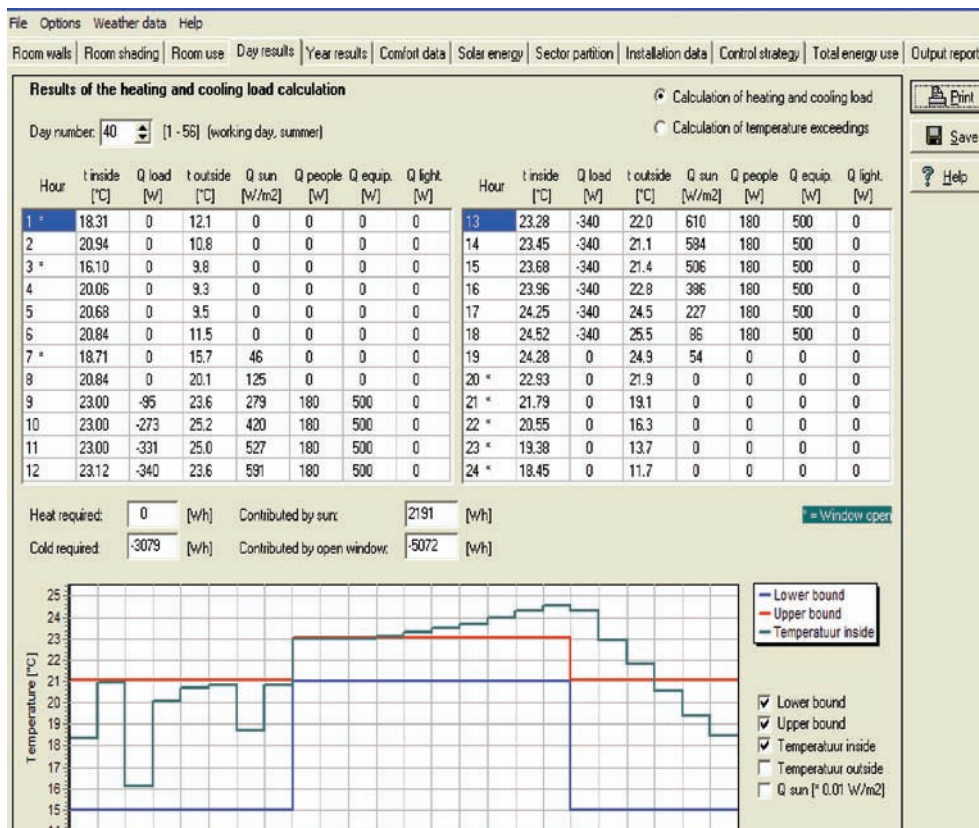 File Options Weather data Help
Room walls Room shading Room use Day results Year results Comfort data Solar energy Sector partition Installation data Control strategy Total energy use Output report
Results of the heating and cooling load calculation
Calculation of heating and cooling load
Calculation of temperature exceedings
Print
Save
Help
Day number: 40 [1 - 56] (working day, summer)
Hour t inside [°C] Q load [W] t outside [°C] Q sun [W/m2] Q people [W] Q equip. [W] Q light. [W]
1 * 18.31 0 12.1 0 0 0 0
2 20.94 0 10.8 0 0 0 0
3 * 16.10 0 9.8 0 0 0 0
4 20.06 0 9.3 0 0 0 0
5 20.68 0 9.5 0 0 0 0
6 20.84 0 11.5 0 0 0 0
7 * 18.71 0 15.7 46 0 0 0
8 20.84 0 20.1 125 0 0 0
9 23.00 -95 23.6 279 180 500 0
10 23.00 -273 25.2 420 180 500 0
11 23.00 -331 25.0 527 180 500 0
12 23.12 -340 23.6 591 180 500 0
Hour t inside [°C] Q load [W] t outside [°C] Q sun [W/m2] Q people [W] Q equip. [W] Q light. [W]
13 23.28 -340 22.0 610 180 500 0
14 23.45 -340 21.1 584 180 500 0
15 23.68 -340 21.4 506 180 500 0
16 23.96 -340 22.8 386 180 500 0
17 24.25 -340 24.5 227 180 500 0
18 24.52 -340 25.5 86 180 500 0
19 24.28 0 24.9 54 0 0 0
20 * 22.93 0 21.9 0 0 0 0
21 * 21.79 0 19.1 0 0 0 0
22 * 20.55 0 16.3 0 0 0 0
23 * 19.38 0 13.7 0 0 0 0
24 * 18.45 0 11.7 0 0 0 0
Heat required: 0 [Wh] Contributed by sun: 2191 [Wh]
* = Window open
Cold required: -3079 [Wh] Contributed by open window: -5072 [Wh]
Temperature [°C]
25
24
23
22
21
20
19
18
17
16
15
Lower bound
Upper bound
Temperatuur inside
Lower bound
Upper bound
Temperatuur inside
Temperatuur outside
Q sun [* 0.01 W/m2]